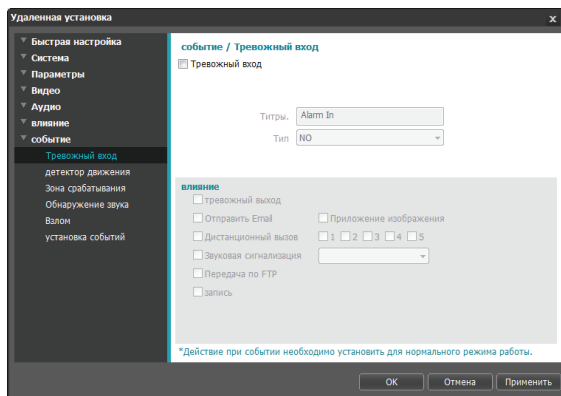 Удаленная установка
x
Быстрая настройка
Система
Параметры
Видео
Аудио
влияние
событие
Тревожный вход
детектор движения
Зона срабатывания
Обнаружение звука
Взлом
установка событий
событие / Тревожный вход
Тревожный вход
Титры. Alarm In
Тип NO
влияние
тревожный выход
Отправить Email Приложение изображения
Дистанционный вызов 1 2 3 4 5
Звуковая сигнализация
Передача по FTP
запись
*Действие при событии необходимо установить для нормального режима работы.
OK Отмена Применить